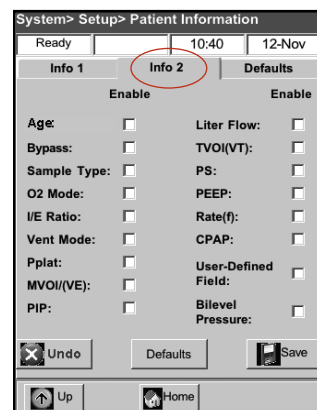 System> Setup> Patient Information
Ready 10:40 12-Nov
Info 1 Info 2 Defaults
Enable Enable
Age: Liter Flow:
Bypass: TVOI(VT):
Sample Type: PS:
O2 Mode: PEEP:
I/E Ratio: Rate(f):
Vent Mode: CPAP:
Pplat: User-Defined
Field:
MVOI/(VE):
PIP: Bilevel
Pressure:
Undo Defaults Save
Up Home